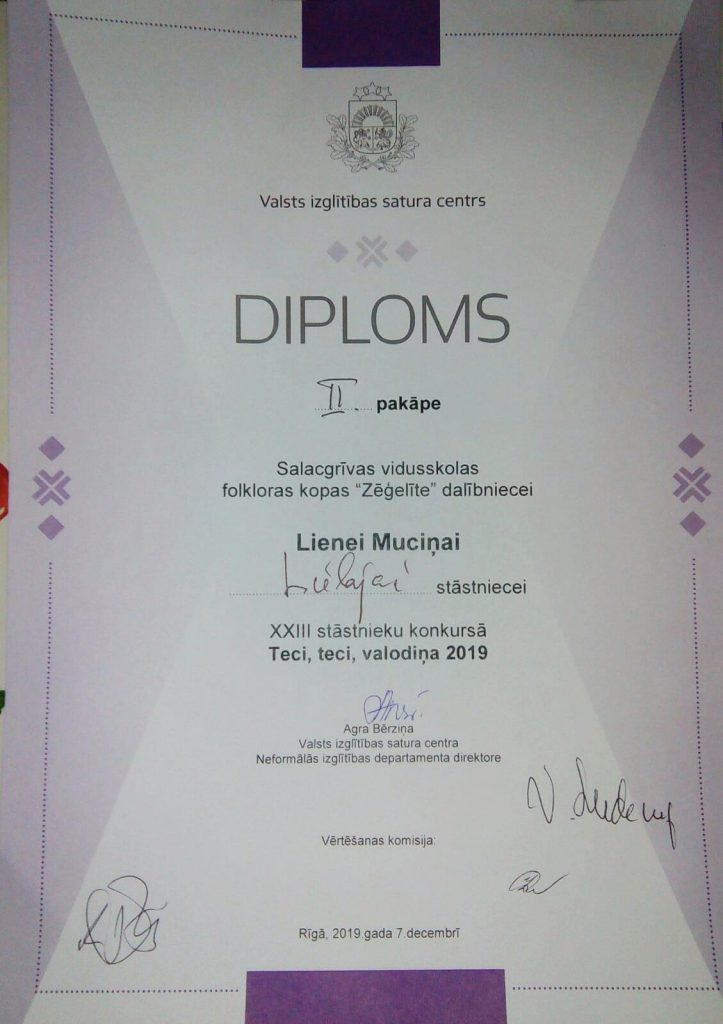 Valsts izglītības satura centrs
DIPLOMS
II. pakāpe
Salacgrīvas vidusskolas
folkloras kopas “Zēģelīte” dalībniecei
Lienei Muciņai
Lielajai stāstniecei
XXIII stāstnieku konkursā
Teci, teci, valodiņa 2019
Agra Bērziņa
Valsts izglītības satura centra
Neformālās izglītības departamenta direktore
Vērtēšanas komisija:
Rīgā, 2019.gada 7.decembrī